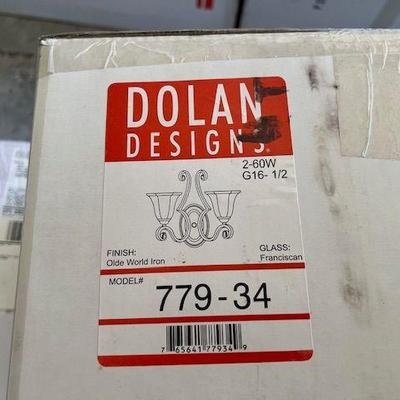 DOLAN
DESIGNS
2-60W
G16- 1/2
FINISH:
Olde World Iron
GLASS:
Franciscan
MODEL#
779-34
7 65641 77934 9